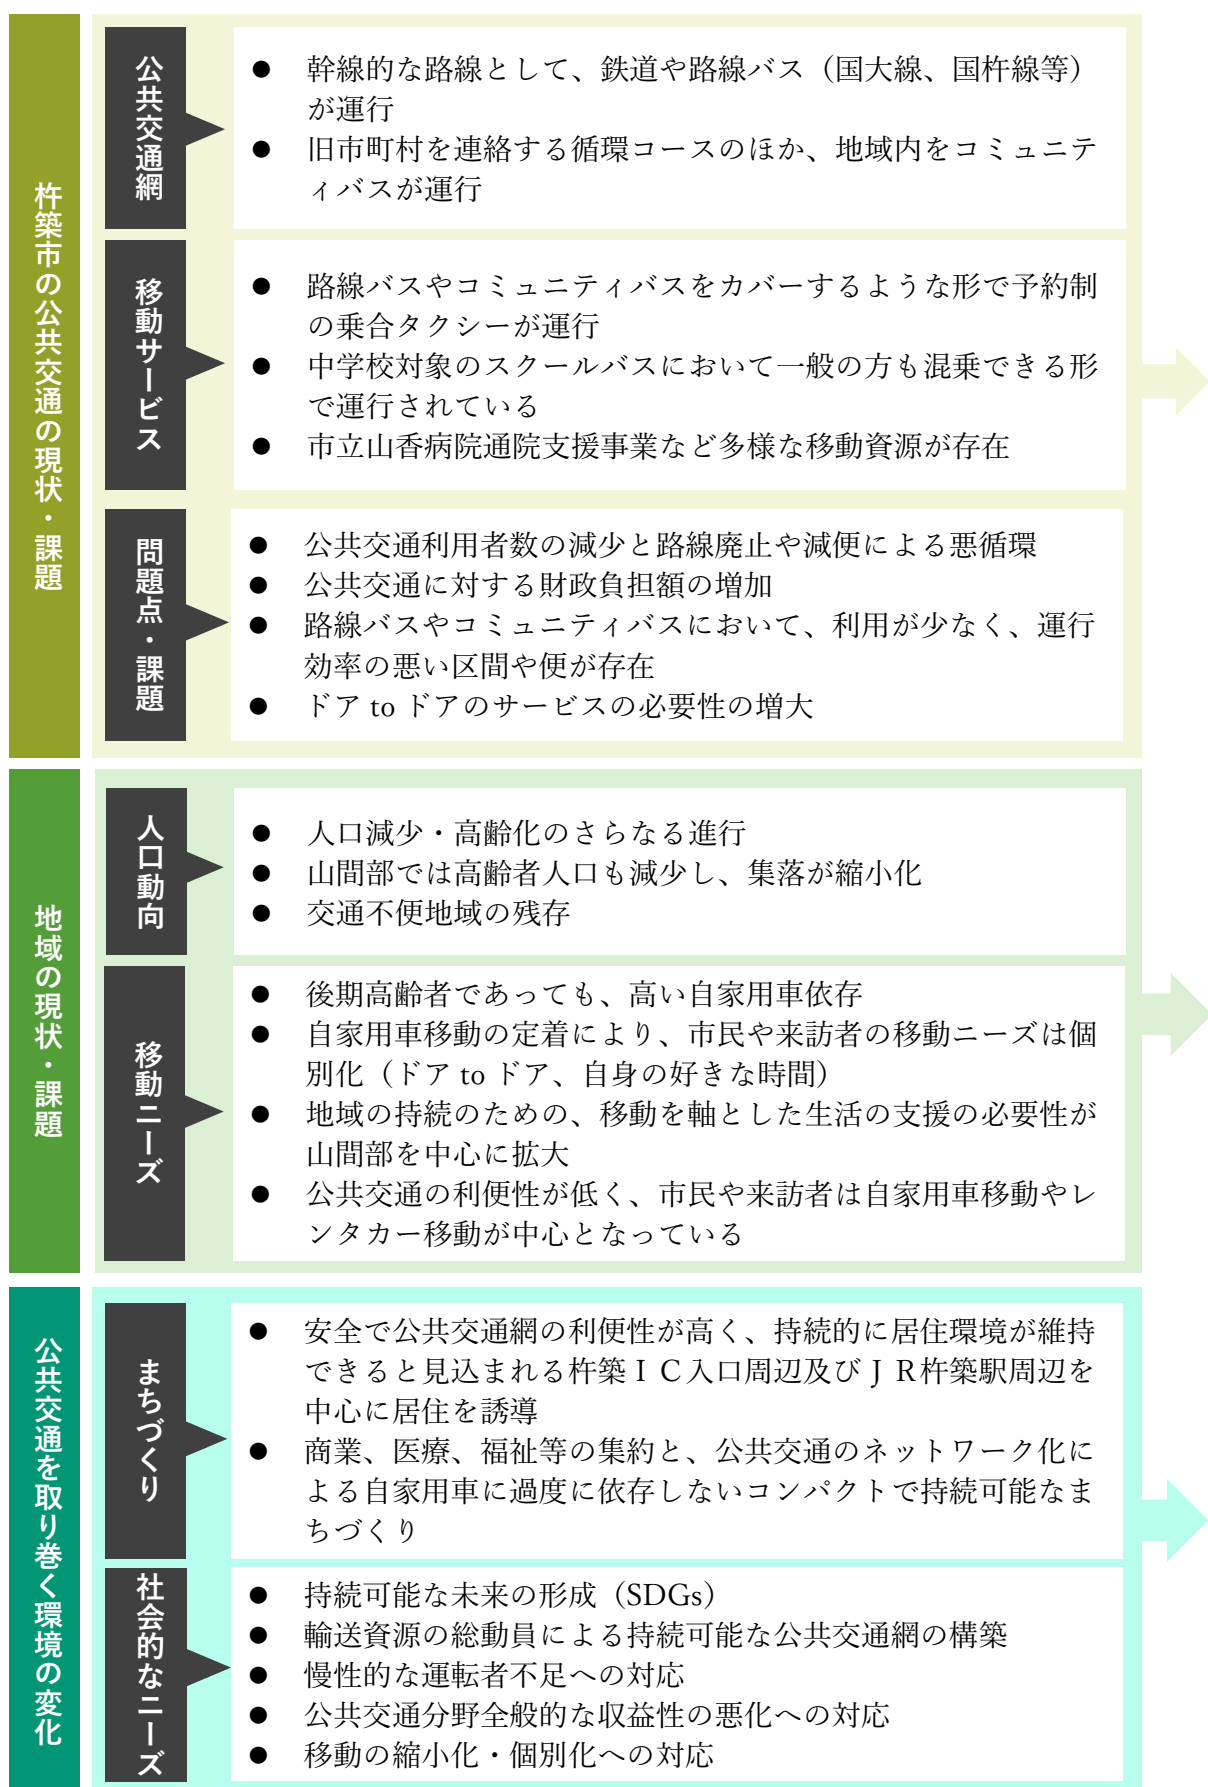 杵築市の公共交通の現状・課題
公共交通網
● 幹線的な路線として、鉄道や路線バス（国大線、国杵線等）
が運行
● 旧市町村を連絡する循環コースのほか、地域内をコミュニテ
ィバスが運行
移動サービス
● 路線バスやコミュニティバスをカバーするような形で予約制
の乗合タクシーが運行
● 中学校対象のスクールバスにおいて一般の方も混乗できる形
で運行されている
● 市立山香病院通院支援事業など多様な移動資源が存在
問題点・課題
● 公共交通利用者数の減少と路線廃止や減便による悪循環
● 公共交通に対する財政負担額の増加
● 路線バスやコミュニティバスにおいて、利用が少なく、運行
効率の悪い区間や便が存在
● ドア to ドアのサービスの必要性の増大
地域の現状・課題
人口動向
● 人口減少・高齢化のさらなる進行
● 山間部では高齢者人口も減少し、集落が縮小化
● 交通不便地域の残存
移動ニーズ
● 後期高齢者であっても、高い自家用車依存
● 自家用車移動の定着により、市民や来訪者の移動ニーズは個
別化（ドア to ドア、自身の好きな時間）
● 地域の持続のための、移動を軸とした生活の支援の必要性が
山間部を中心に拡大
● 公共交通の利便性が低く、市民や来訪者は自家用車移動やレ
ンタカー移動が中心となっている
公共交通を取り巻く環境の変化
まちづくり
● 安全で公共交通網の利便性が高く、持続的に居住環境が維持
できると見込まれる杵築ＩＣ入口周辺及びＪＲ杵築駅周辺を
中心に居住を誘導
● 商業、医療、福祉等の集約と、公共交通のネットワーク化に
よる自家用車に過度に依存しないコンパクトで持続可能なま
ちづくり
社会的なニーズ
● 持続可能な未来の形成（SDGs）
● 輸送資源の総動員による持続可能な公共交通網の構築
● 慢性的な運転者不足への対応
● 公共交通分野全般的な収益性の悪化への対応
● 移動の縮小化・個別化への対応